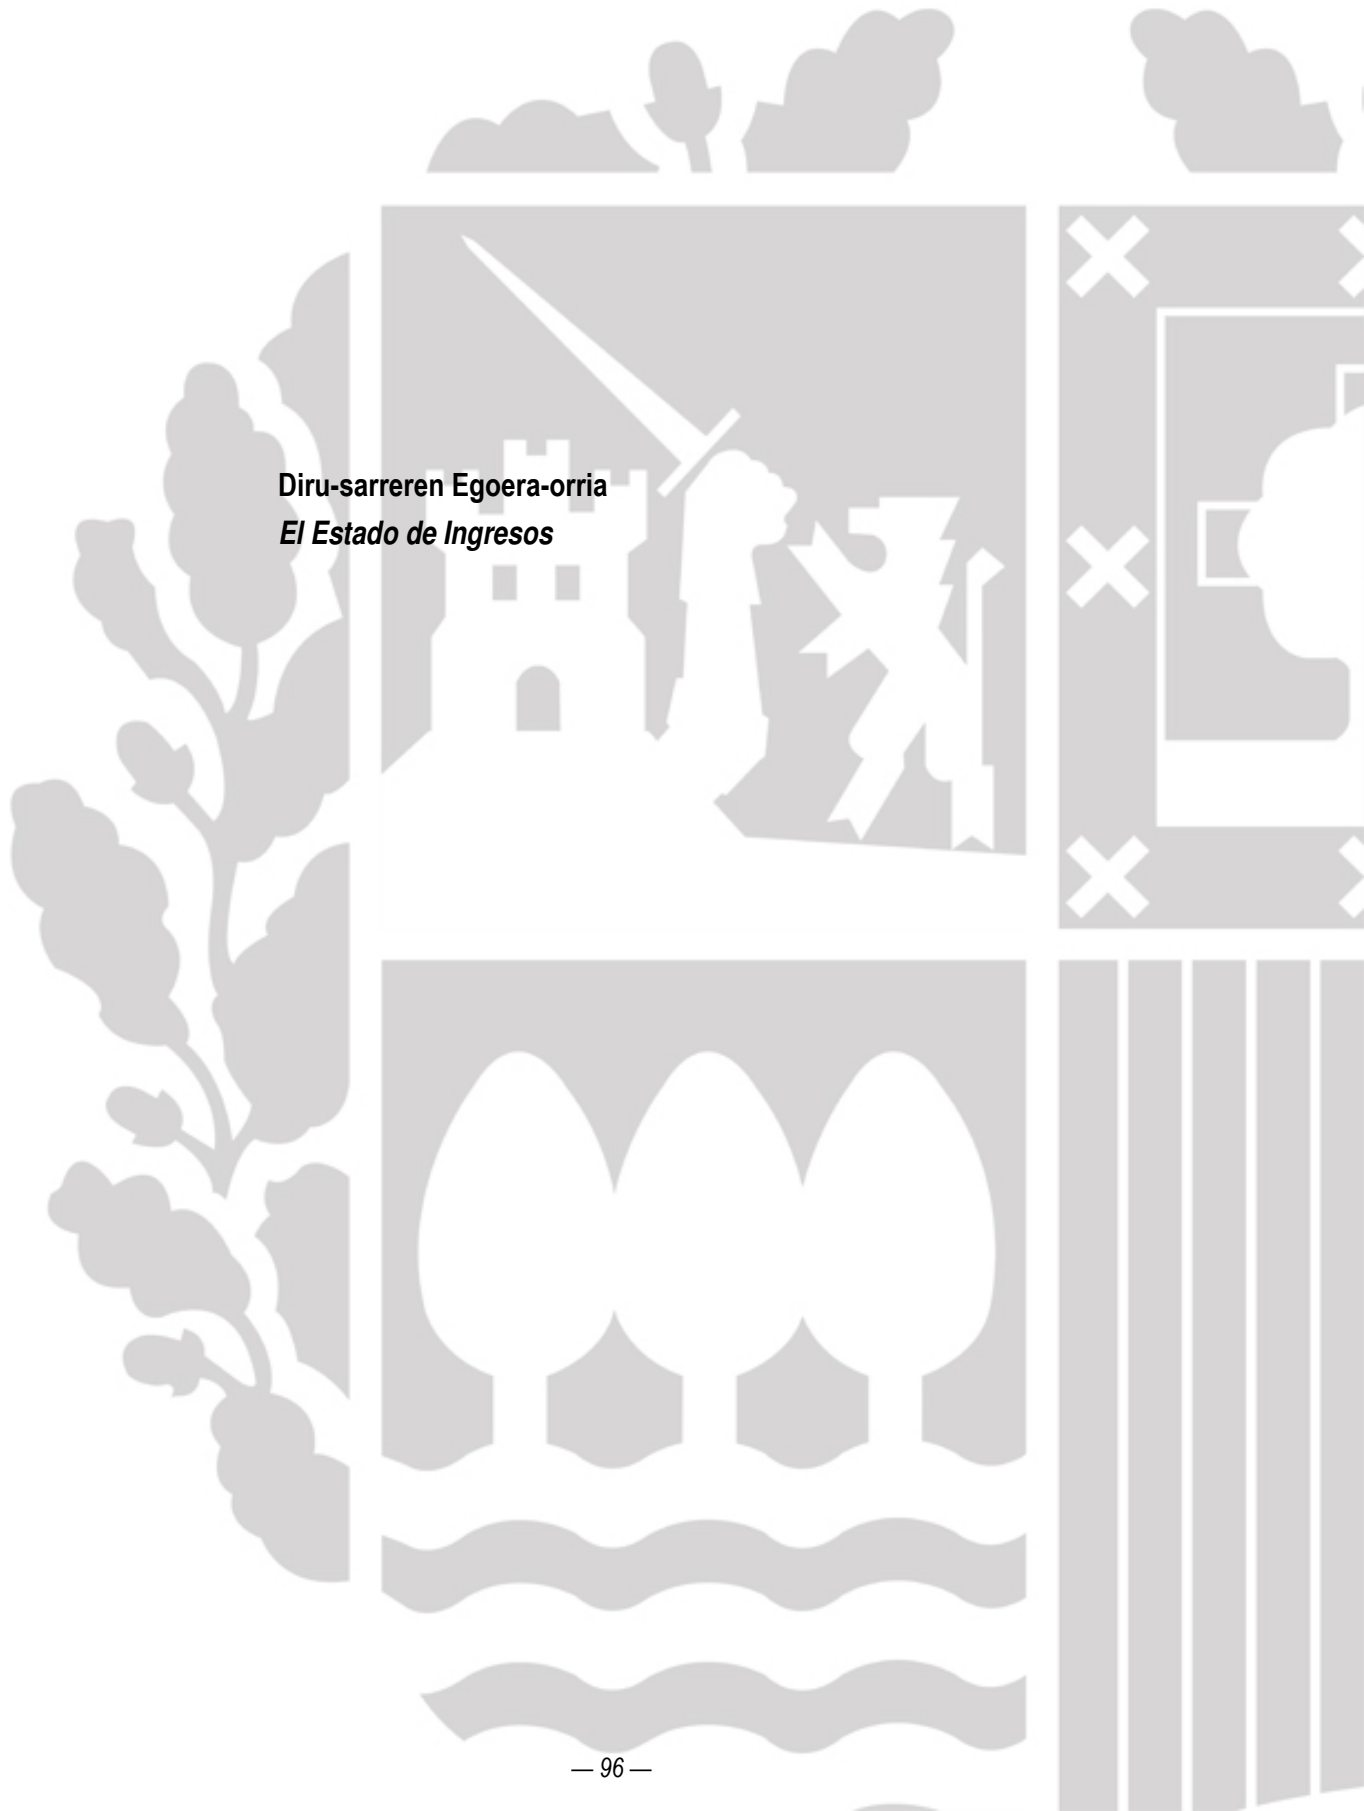 Diru-sarreren Egoera-orria
El Estado de Ingresos
— 96 —